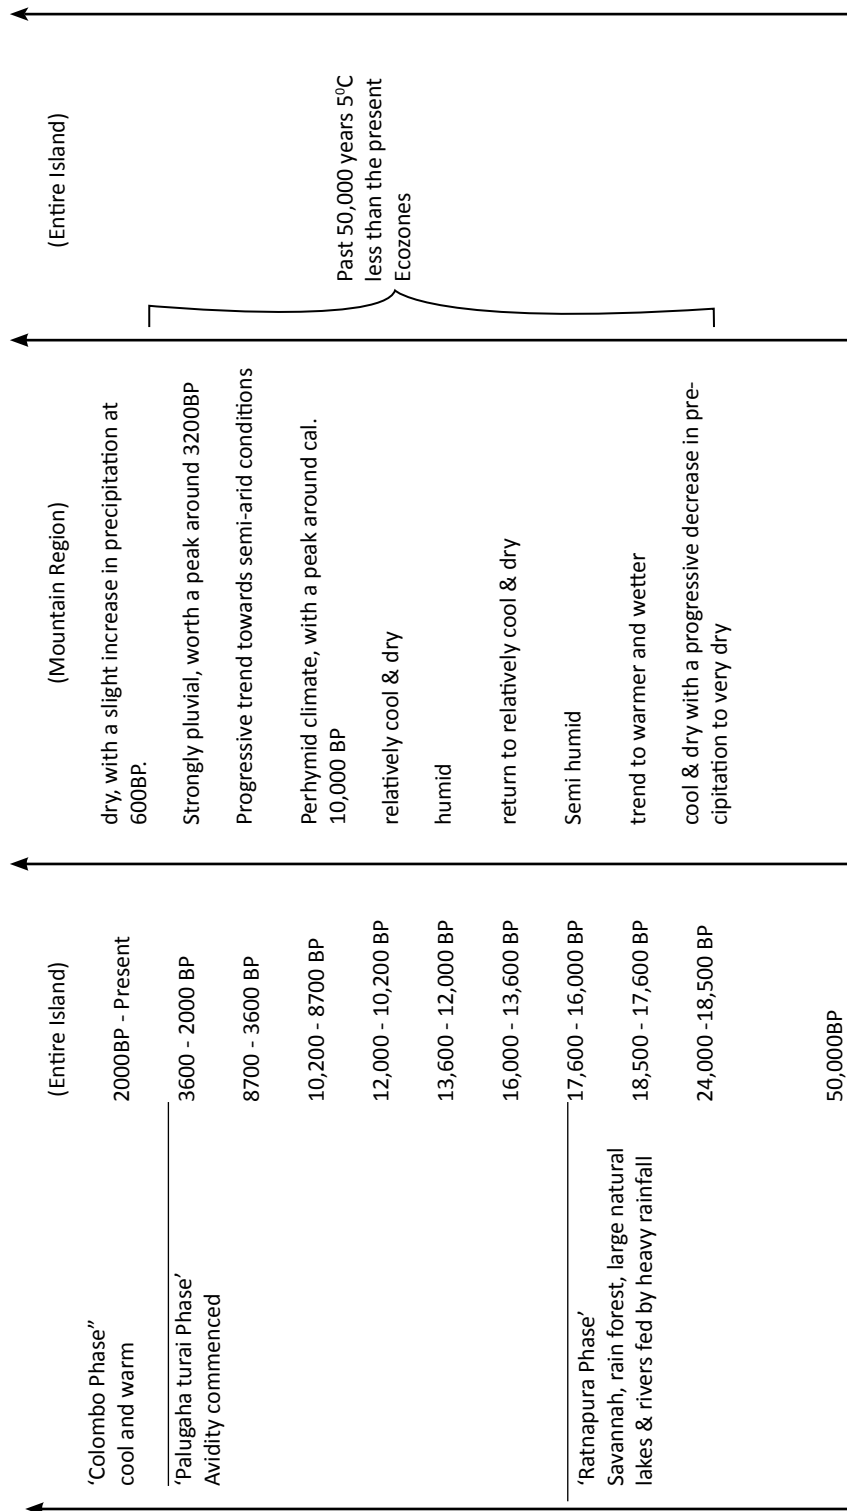 ‘Colombo Phase”
cool and warm
‘Palugaha turai Phase’
Avidity commenced
‘Ratnapura Phase’
Savannah, rain forest, large natural
lakes & rivers fed by heavy rainfall
(Entire Island)
2000BP - Present
3600 - 2000 BP
8700 - 3600 BP
10,200 - 8700 BP
12,000 - 10,200 BP
13,600 - 12,000 BP
16,000 - 13,600 BP
17,600 - 16,000 BP
18,500 - 17,600 BP
24,000 -18,500 BP
50,000BP
(Mountain Region)
dry, with a slight increase in precipitation at
600BP.
Strongly pluvial, worth a peak around 3200BP
Progressive trend towards semi-arid conditions
Perhymid climate, with a peak around cal.
10,000 BP
relatively cool & dry
humid
return to relatively cool & dry
Semi humid
trend to warmer and wetter
cool & dry with a progressive decrease in pre-
cipitation to very dry
(Entire Island)
Past 50,000 years 5⁰C
less than the present
Ecozones